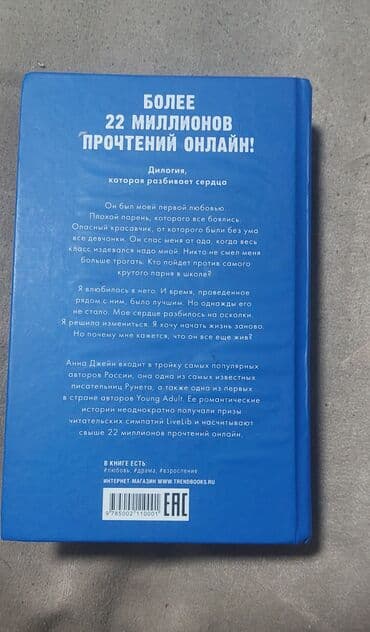 БОЛЕЕ
22 МИЛЛИОНОВ
ПРОЧТЕНИЙ ОНЛАЙН!
Дилогия,
которая разбивает сердца
Он был моей первой любовью.
Плохой парень, которого все боялись.
Опасный красавчик, от которого были без ума
все девчонки. Он спас меня от ада, когда весь
класс издевался надо мной. Никто не смел меня
больше трогать. Кто пойдет против самого
крутого парня в школе?
Я влюбилась в него. И время, проведенное
рядом с ним, было лучшим. Но однажды его
не стало. Мое сердце разбилось на осколки.
Я решила измениться. Я хочу начать жизнь заново.
Но почему мне кажется, что он все еще жив?
Анна Джейн входит в тройку самых популярных
авторов России, она одна из самых известных
писательниц Рунета, а также одна из первых
в стране авторов Young Adult. Ее романтические
истории неоднократно получали призы
читательских симпатий LiveLib и насчитывают
свыше 22 миллионов прочтений онлайн.
В КНИГЕ ЕСТЬ:
#любовь, #драма, #взросление
ИНТЕРНЕТ-МАГАЗИН WWW.TRENDBOOKS.RU
9 785002 110001
EAC